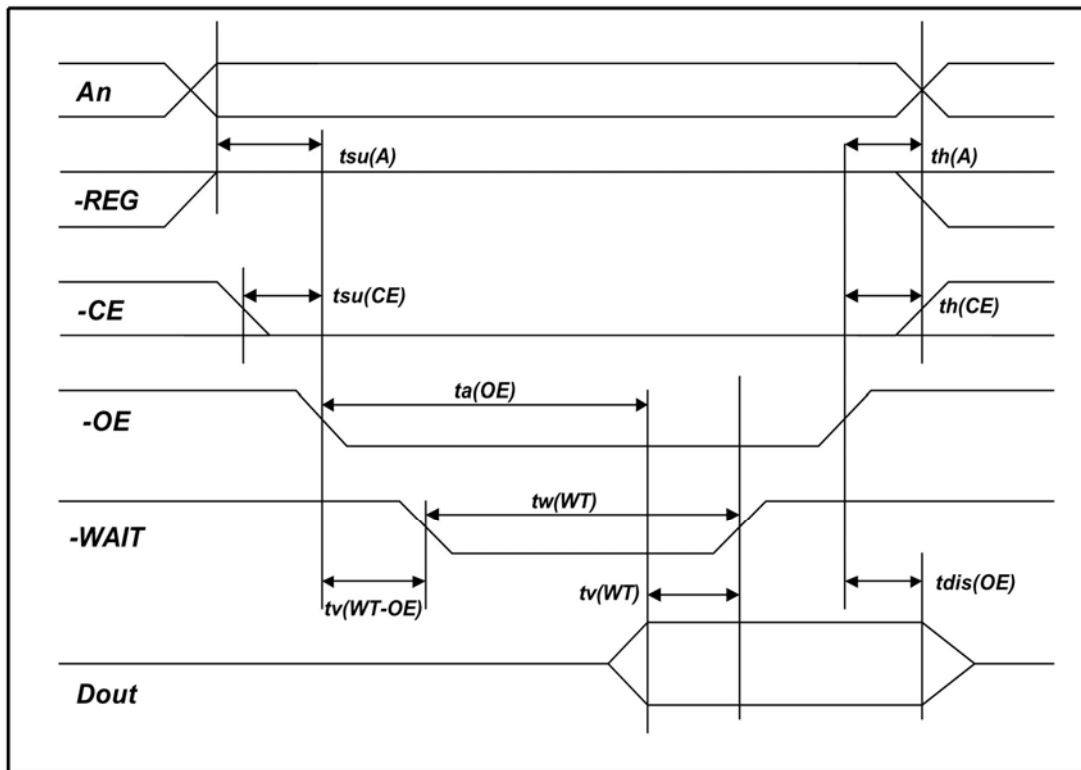 An
tsu(A)
th(A)
-REG
tsu(CE)
th(CE)
-CE
ta(OE)
-OE
tw(WT)
-WAIT
tv(WT-OE)
tv(WT)
tdis(OE)
Dout